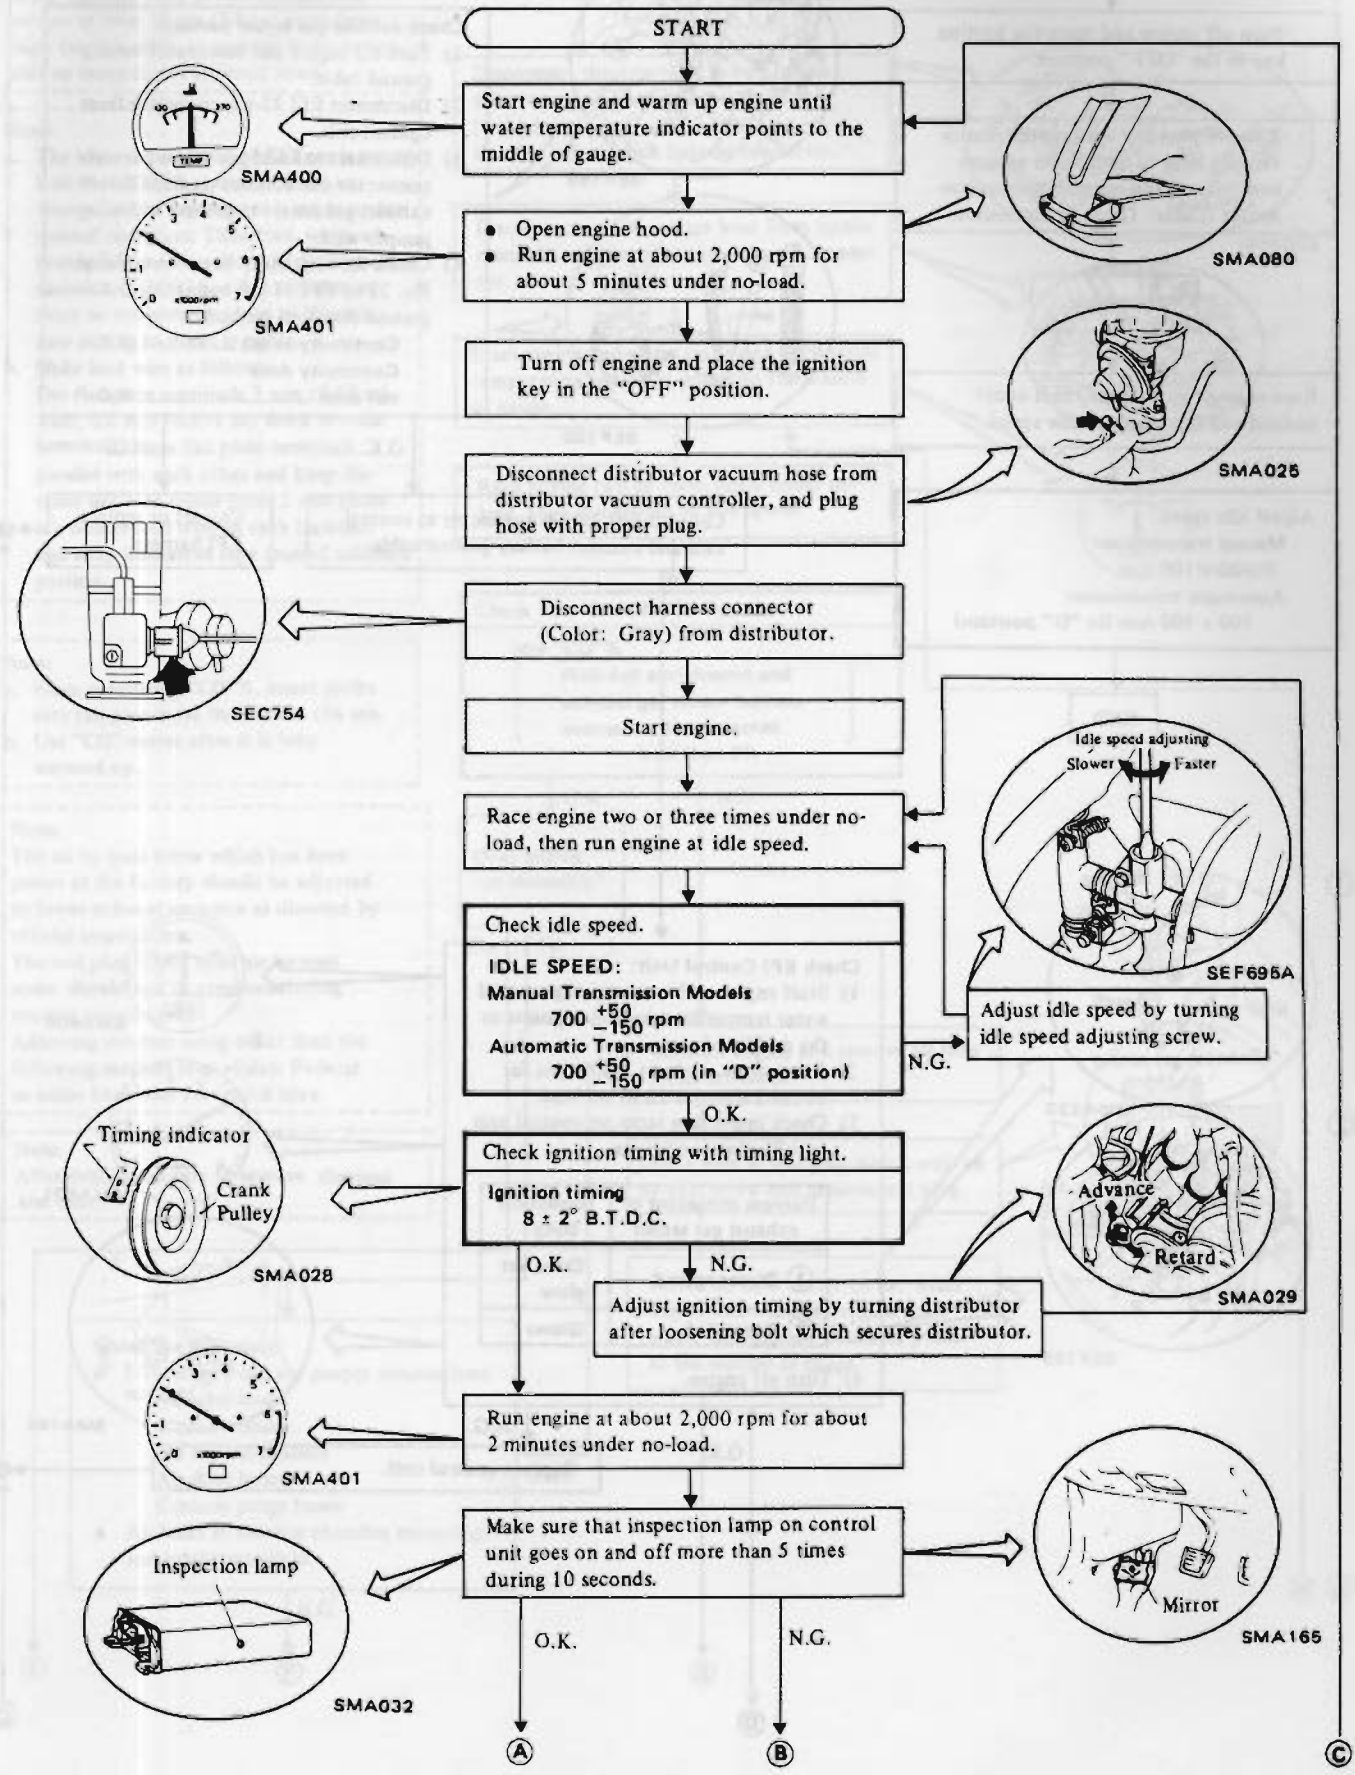 START
Start engine and warm up engine until
water temperature indicator points to the
middle of gauge.
TEMP
SMA400
● Open engine hood.
● Run engine at about 2,000 rpm for
about 5 minutes under no-load.
SMA080
x1000rpm
SMA401
Turn off engine and place the ignition
key in the “OFF” position.
SMA025
Disconnect distributor vacuum hose from
distributor vacuum controller, and plug
hose with proper plug.
Disconnect harness connector
(Color: Gray) from distributor.
SEC754
Start engine.
Idle speed adjusting
Slower Faster
SEF695A
Race engine two or three times under no-
load, then run engine at idle speed.
Check idle speed.
IDLE SPEED:
Manual Transmission Models
700 +50 −150 rpm
Automatic Transmission Models
700 +50 −150 rpm (in “D” position)
N.G.
Adjust idle speed by turning
idle speed adjusting screw.
O.K.
Check ignition timing with timing light.
Ignition timing
8 ± 2° B.T.D.C.
Timing indicator
Crank
Pulley
SMA028
Advance
Retard
SMA029
O.K.
N.G.
Adjust ignition timing by turning distributor
after loosening bolt which secures distributor.
Run engine at about 2,000 rpm for about
2 minutes under no-load.
x1000rpm
SMA401
Make sure that inspection lamp on control
unit goes on and off more than 5 times
during 10 seconds.
Inspection lamp
SMA032
Mirror
SMA165
O.K.
N.G.
A
B
C